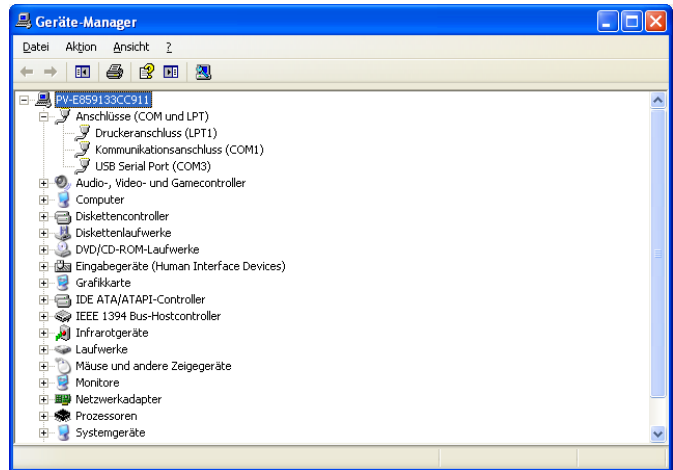 Geräte-Manager
Datei Aktion Ansicht ?
PV-E859133CC911
Anschlüsse (COM und LPT)
Druckeranschluss (LPT1)
Kommunikationsanschluss (COM1)
USB Serial Port (COM3)
Audio-, Video- und Gamecontroller
Computer
Diskettencontroller
Diskettenlaufwerke
DVD/CD-ROM-Laufwerke
Eingabegeräte (Human Interface Devices)
Grafikkarte
IDE ATA/ATAPI-Controller
IEEE 1394 Bus-Hostcontroller
Infrarotgeräte
Laufwerke
Mäuse und andere Zeigegeräte
Monitore
Netzwerkadapter
Prozessoren
Systemgeräte